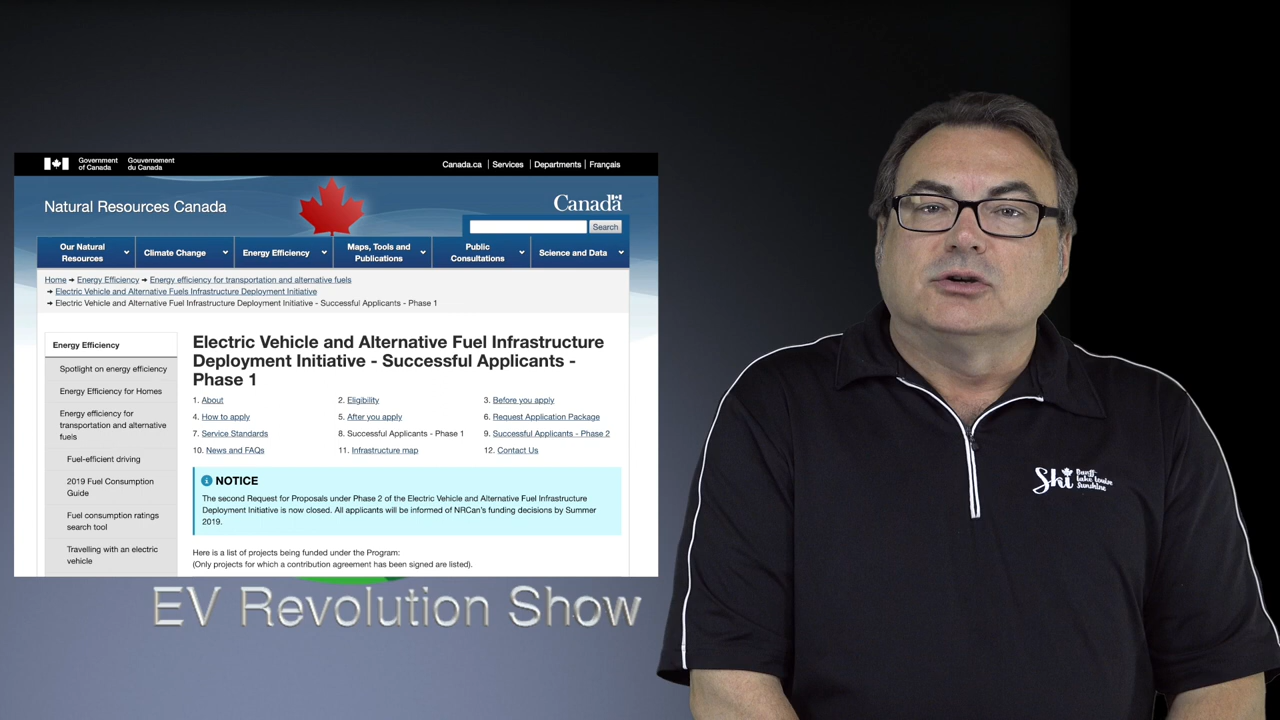 Government of Canada
Gouvernement du Canada
Canada.ca | Services | Departments | Français
Natural Resources Canada
Canada
Search
Our Natural Resources
Climate Change
Energy Efficiency
Maps, Tools and Publications
Public Consultations
Science and Data
Home → Energy Efficiency → Energy efficiency for transportation and alternative fuels
→ Electric Vehicle and Alternative Fuels Infrastructure Deployment Initiative
→ Electric Vehicle and Alternative Fuel Infrastructure Deployment Initiative - Successful Applicants - Phase 1
Energy Efficiency
Spotlight on energy efficiency
Energy Efficiency for Homes
Energy efficiency for
transportation and alternative
fuels
Fuel-efficient driving
2019 Fuel Consumption
Guide
Fuel consumption ratings
search tool
Travelling with an electric
vehicle
Electric Vehicle and Alternative Fuel Infrastructure
Deployment Initiative - Successful Applicants -
Phase 1
1. About
2. Eligibility
3. Before you apply
4. How to apply
5. After you apply
6. Request Application Package
7. Service Standards
8. Successful Applicants - Phase 1
9. Successful Applicants - Phase 2
10. News and FAQs
11. Infrastructure map
12. Contact Us
NOTICE
The second Request for Proposals under Phase 2 of the Electric Vehicle and Alternative Fuel Infrastructure
Deployment Initiative is now closed. All applicants will be informed of NRCan's funding decisions by Summer
2019.
Here is a list of projects being funded under the Program:
(Only projects for which a contribution agreement has been signed are listed).
EV Revolution Show
Ski
Banff
Lake Louise
Sunshine